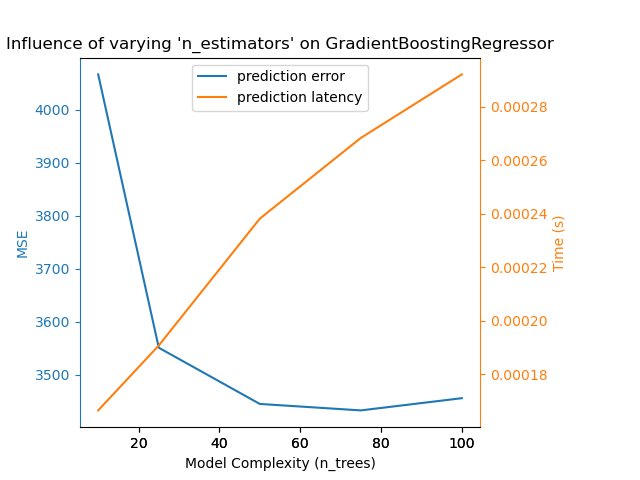 Influence of varying 'n_estimators' on GradientBoostingRegressor
prediction error
prediction latency
4000
3900
3800
3700
3600
3500
MSE
0.00028
0.00026
0.00024
0.00022
0.00020
0.00018
Time (s)
20 40 60 80 100
Model Complexity (n_trees)